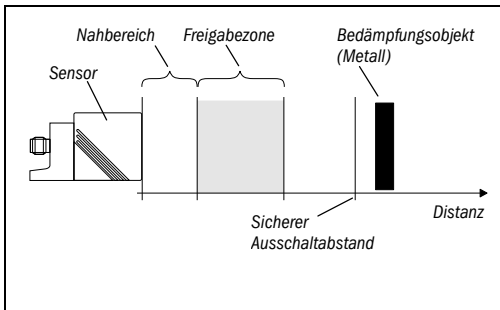 Nahbereich
Freigabezone
Bedämpfungsobjekt
(Metall)
Sensor
Distanz
Sicherer
Ausschaltabstand